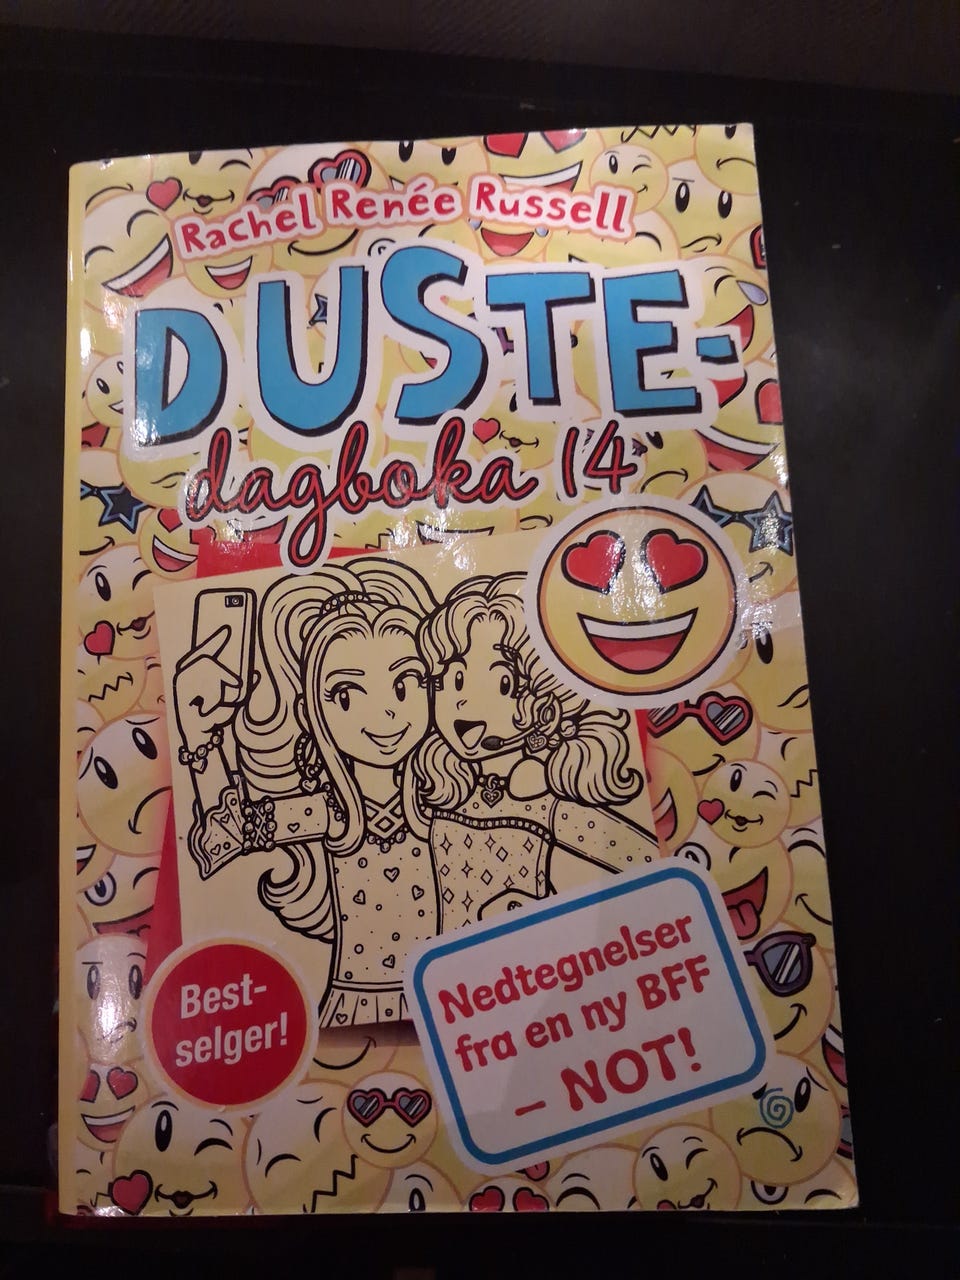 Rachel Renée Russell
DUSTE-
dagboka 14
Best-
selger!
Nedtegnelser
fra en ny BFF
– NOT!